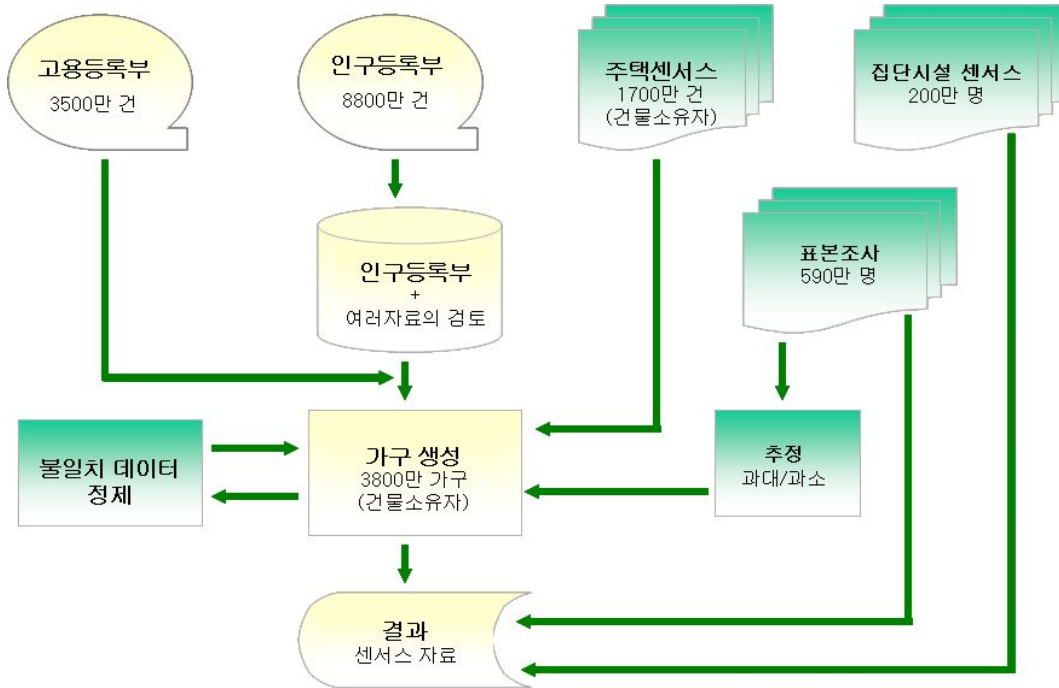 고용등록부
3500만 건
인구등록부
8800만 건
주택센서스
1700만 건
(건물소유자)
집단시설 센서스
200만 명
인구등록부
+
여러자료의 검토
표본조사
590만 명
불일치 데이터
정제
가구 생성
3800만 가구
(건물소유자)
추정
과대/과소
결과
센서스 자료